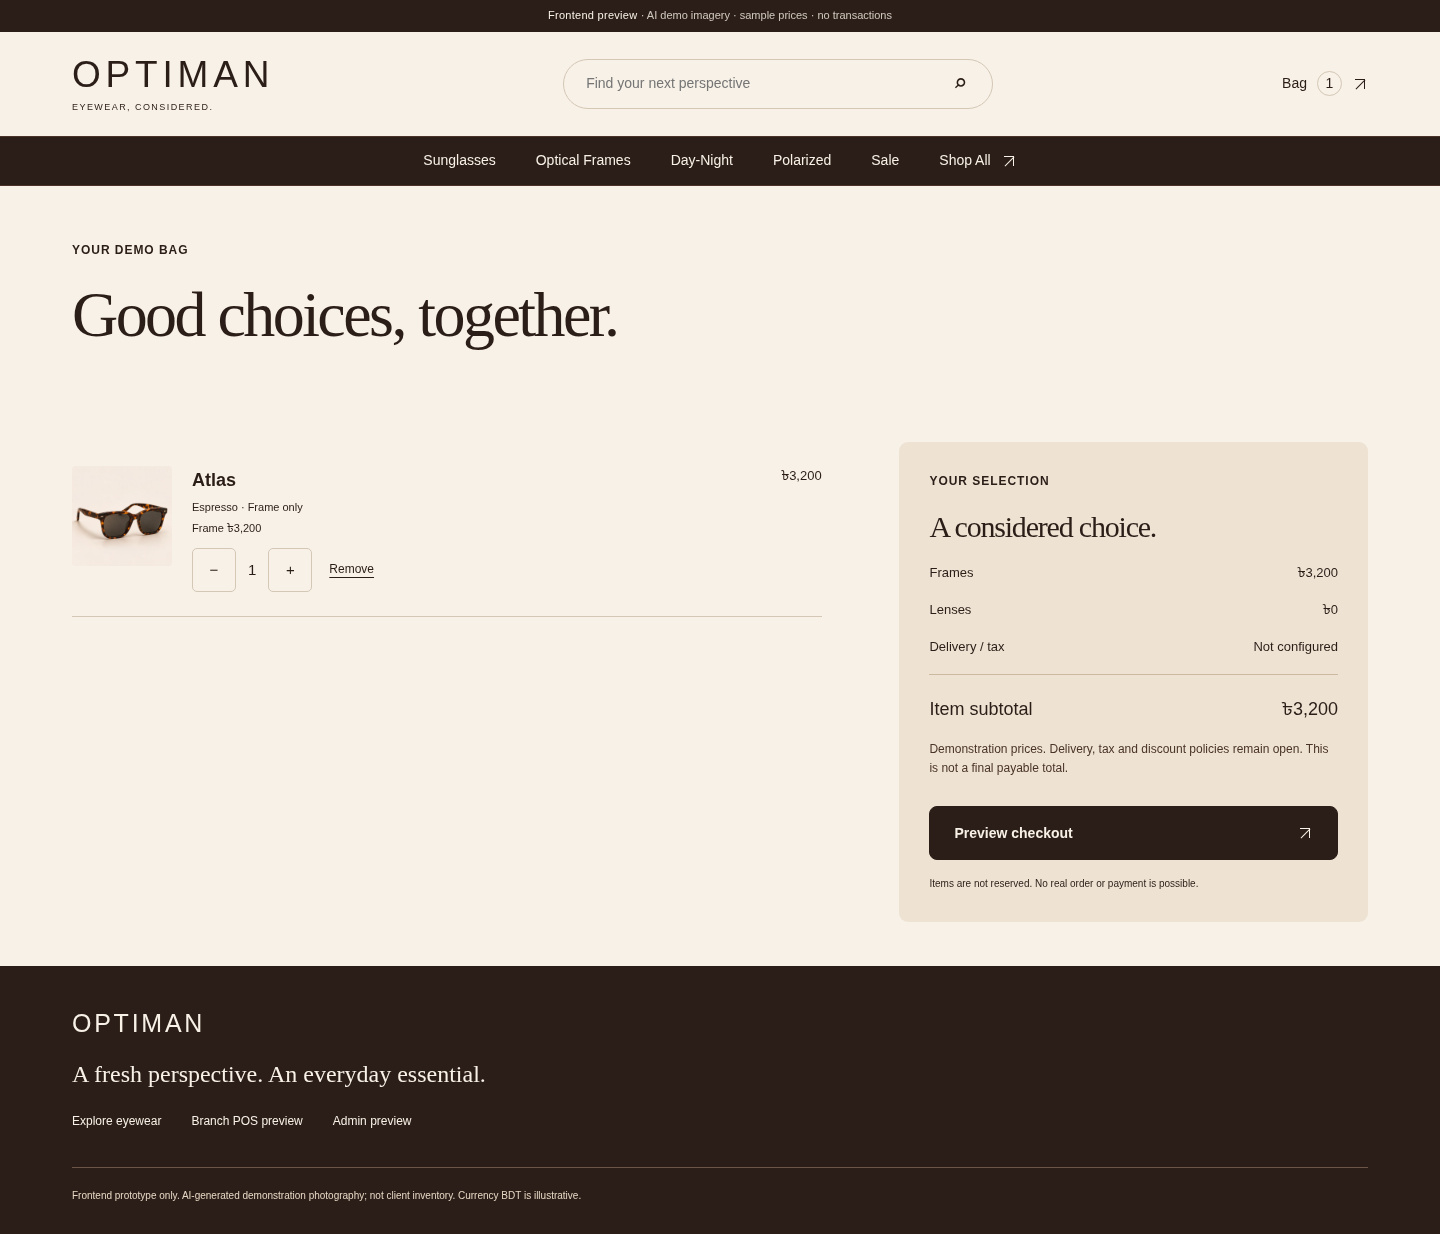 Frontend preview · AI demo imagery · sample prices · no transactions
OPTIMAN
EYEWEAR, CONSIDERED.
Find your next perspective
Bag 1
Sunglasses Optical Frames Day-Night Polarized Sale Shop All
YOUR DEMO BAG
Good choices, together.
Atlas
৳3,200
Espresso · Frame only
Frame ৳3,200
− 1 + Remove
YOUR SELECTION
A considered choice.
Frames ৳3,200
Lenses ৳0
Delivery / tax Not configured
Item subtotal ৳3,200
Demonstration prices. Delivery, tax and discount policies remain open. This
is not a final payable total.
Preview checkout
Items are not reserved. No real order or payment is possible.
OPTIMAN
A fresh perspective. An everyday essential.
Explore eyewear Branch POS preview Admin preview
Frontend prototype only. AI-generated demonstration photography; not client inventory. Currency BDT is illustrative.